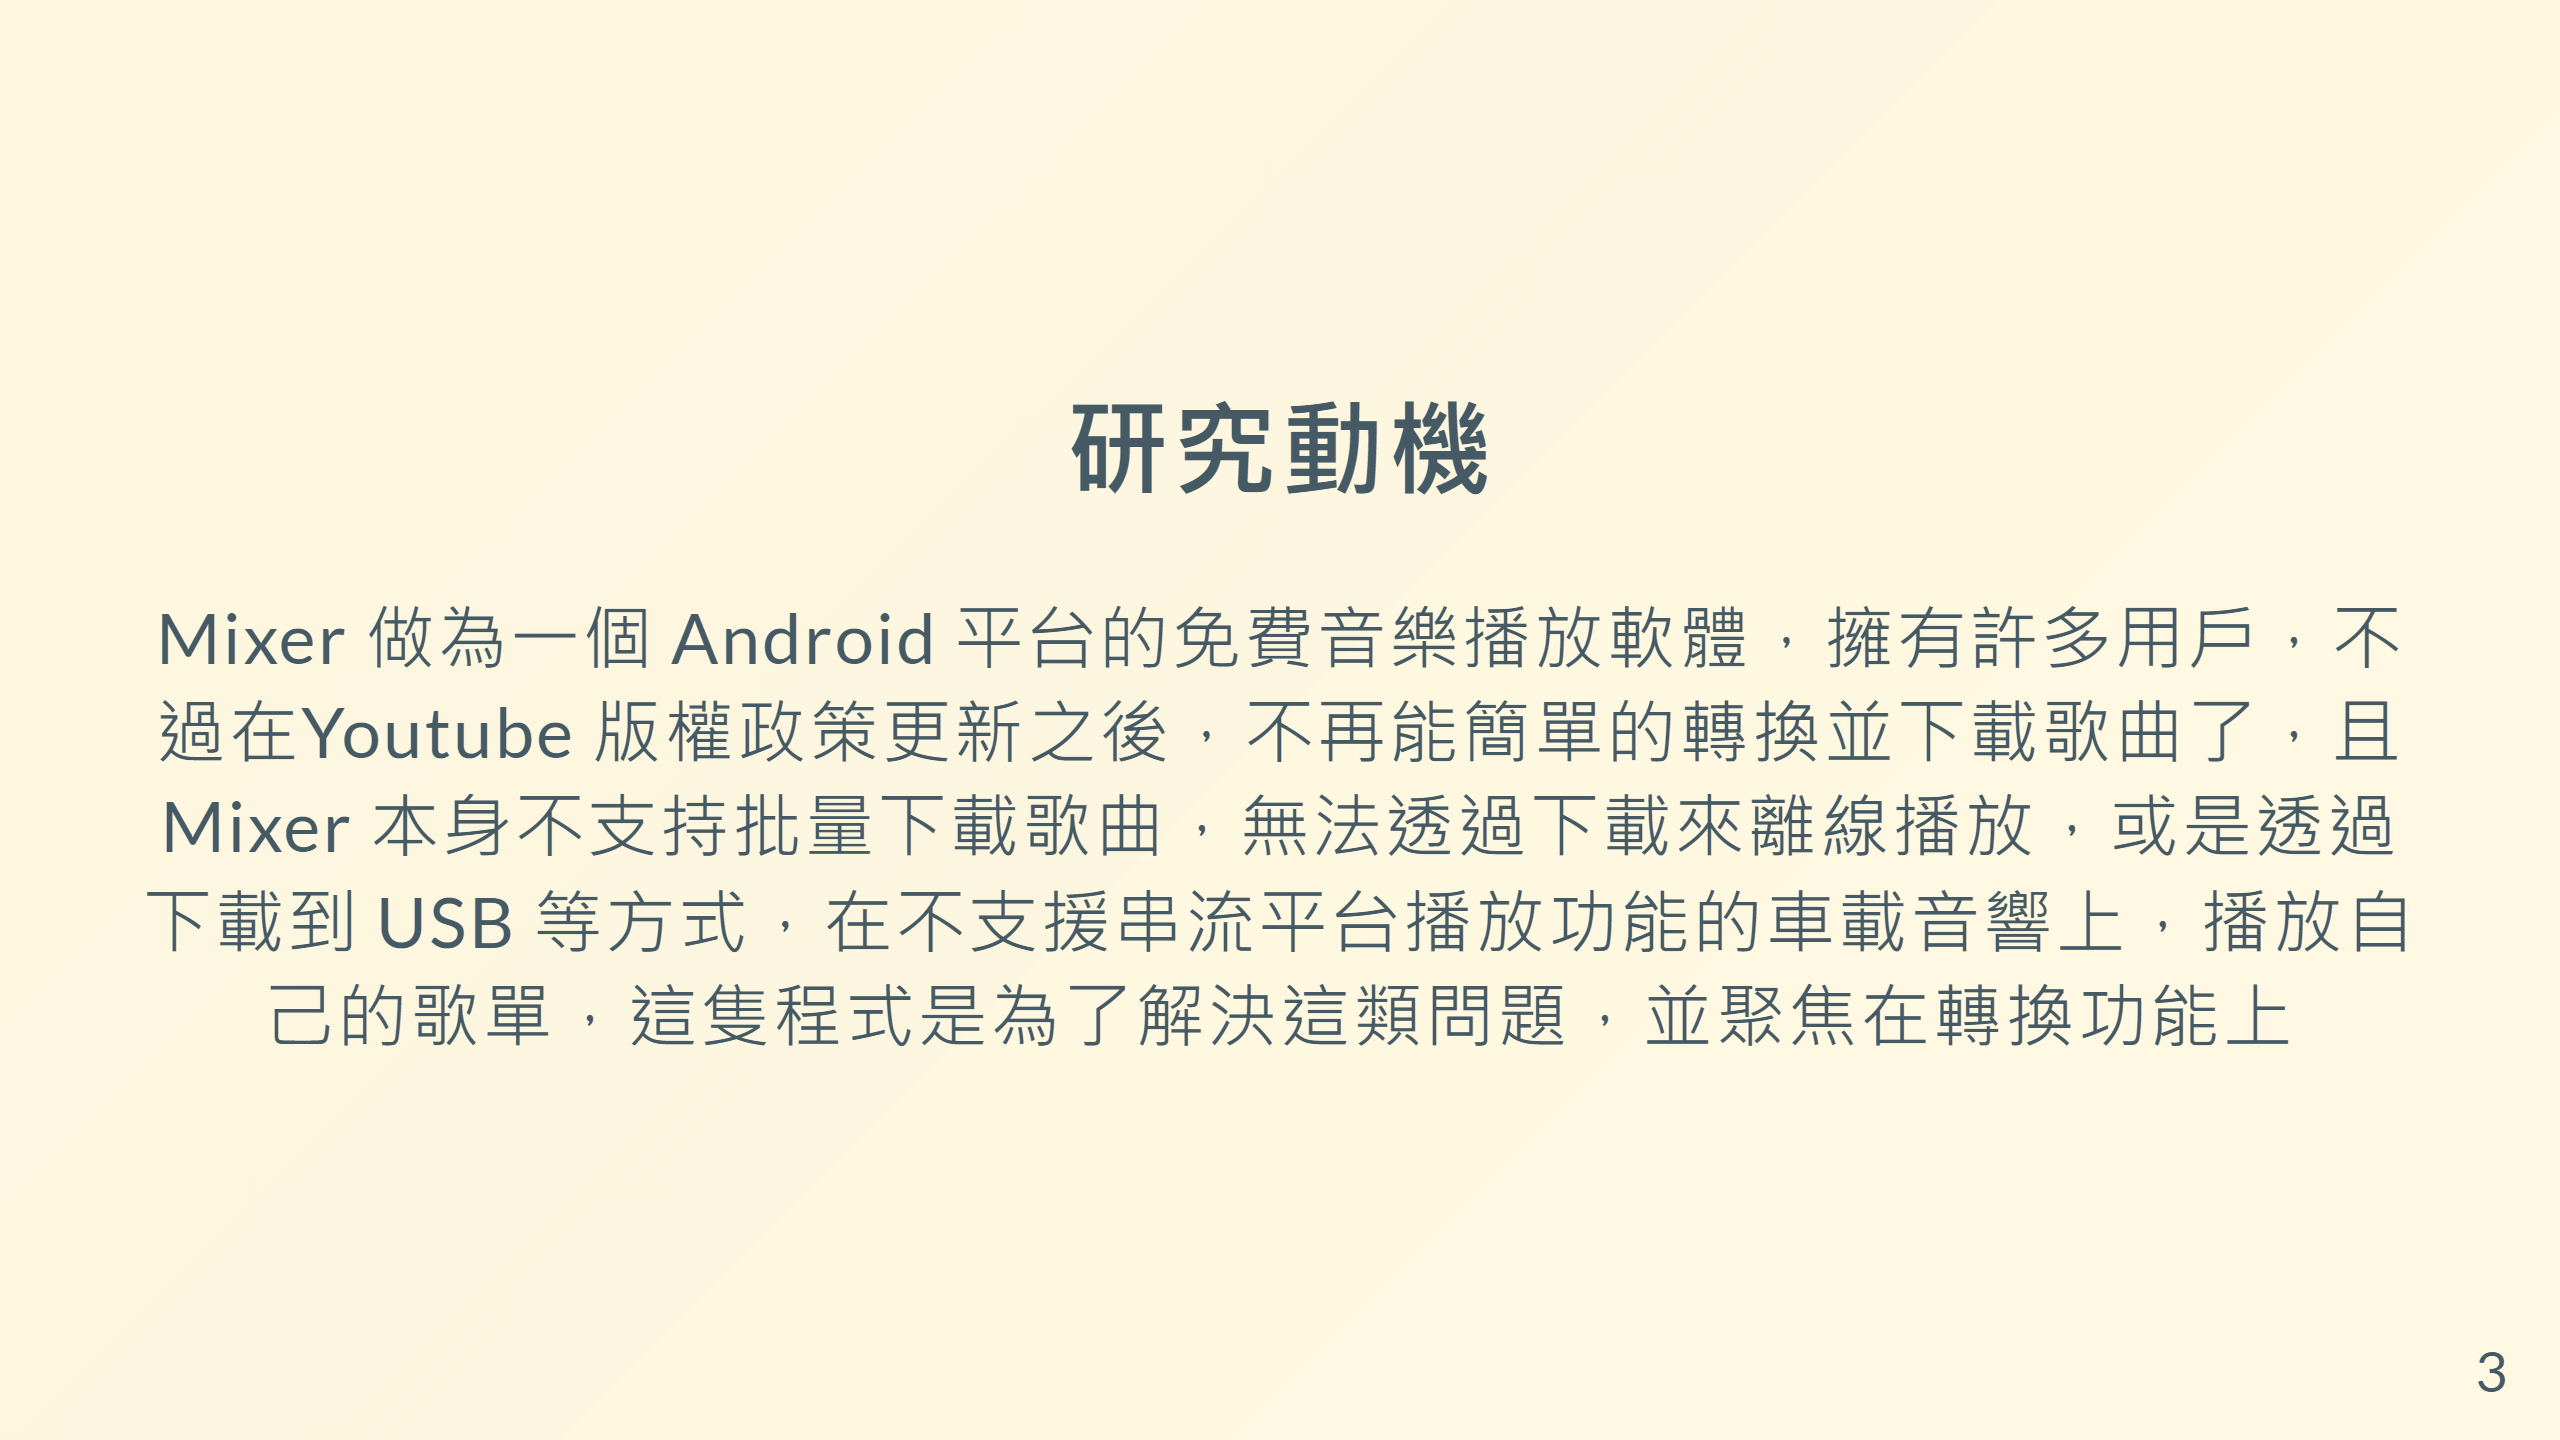 研究動機
Mixer 做為一個 Android 平台的免費音樂播放軟體，擁有許多用戶，不
過在Youtube 版權政策更新之後，不再能簡單的轉換並下載歌曲了，且
Mixer 本身不支持批量下載歌曲，無法透過下載來離線播放，或是透過
下載到 USB 等方式，在不支援串流平台播放功能的車載音響上，播放自
己的歌單，這隻程式是為了解決這類問題，並聚焦在轉換功能上
3